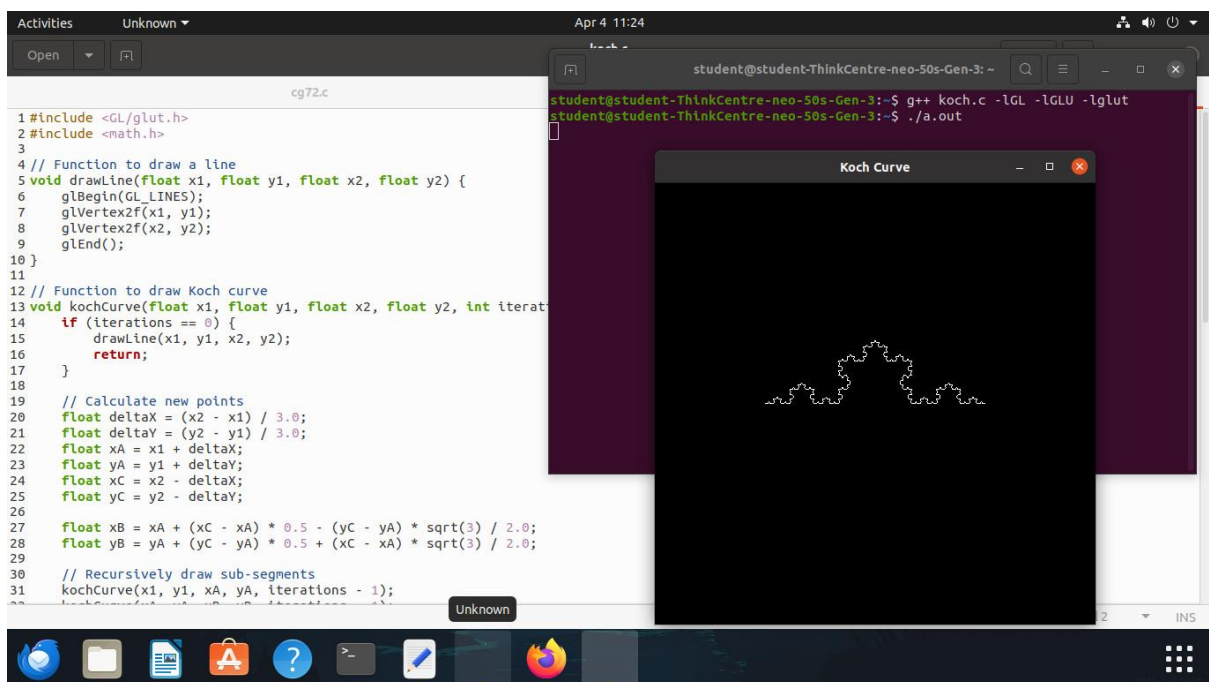 Activities
Unknown
Apr 4 11:24
Open
cg72.c
1 #include <GL/glut.h>
2 #include <math.h>
3
4 // Function to draw a line
5 void drawLine(float x1, float y1, float x2, float y2) {
6     glBegin(GL_LINES);
7     glVertex2f(x1, y1);
8     glVertex2f(x2, y2);
9     glEnd();
10 }
11
12 // Function to draw Koch curve
13 void kochCurve(float x1, float y1, float x2, float y2, int iterat
14     if (iterations == 0) {
15         drawLine(x1, y1, x2, y2);
16         return;
17     }
18
19     // Calculate new points
20     float deltaX = (x2 - x1) / 3.0;
21     float deltaY = (y2 - y1) / 3.0;
22     float xA = x1 + deltaX;
23     float yA = y1 + deltaY;
24     float xC = x2 - deltaX;
25     float yC = y2 - deltaY;
26
27     float xB = xA + (xC - xA) * 0.5 - (yC - yA) * sqrt(3) / 2.0;
28     float yB = yA + (yC - yA) * 0.5 + (xC - xA) * sqrt(3) / 2.0;
29
30     // Recursively draw sub-segments
31     kochCurve(x1, y1, xA, yA, iterations - 1);
student@student-ThinkCentre-neo-50s-Gen-3: ~
student@student-ThinkCentre-neo-50s-Gen-3:~$ g++ koch.c -lGL -lGLU -lglut
student@student-ThinkCentre-neo-50s-Gen-3:~$ ./a.out
Koch Curve
Unknown
2
INS